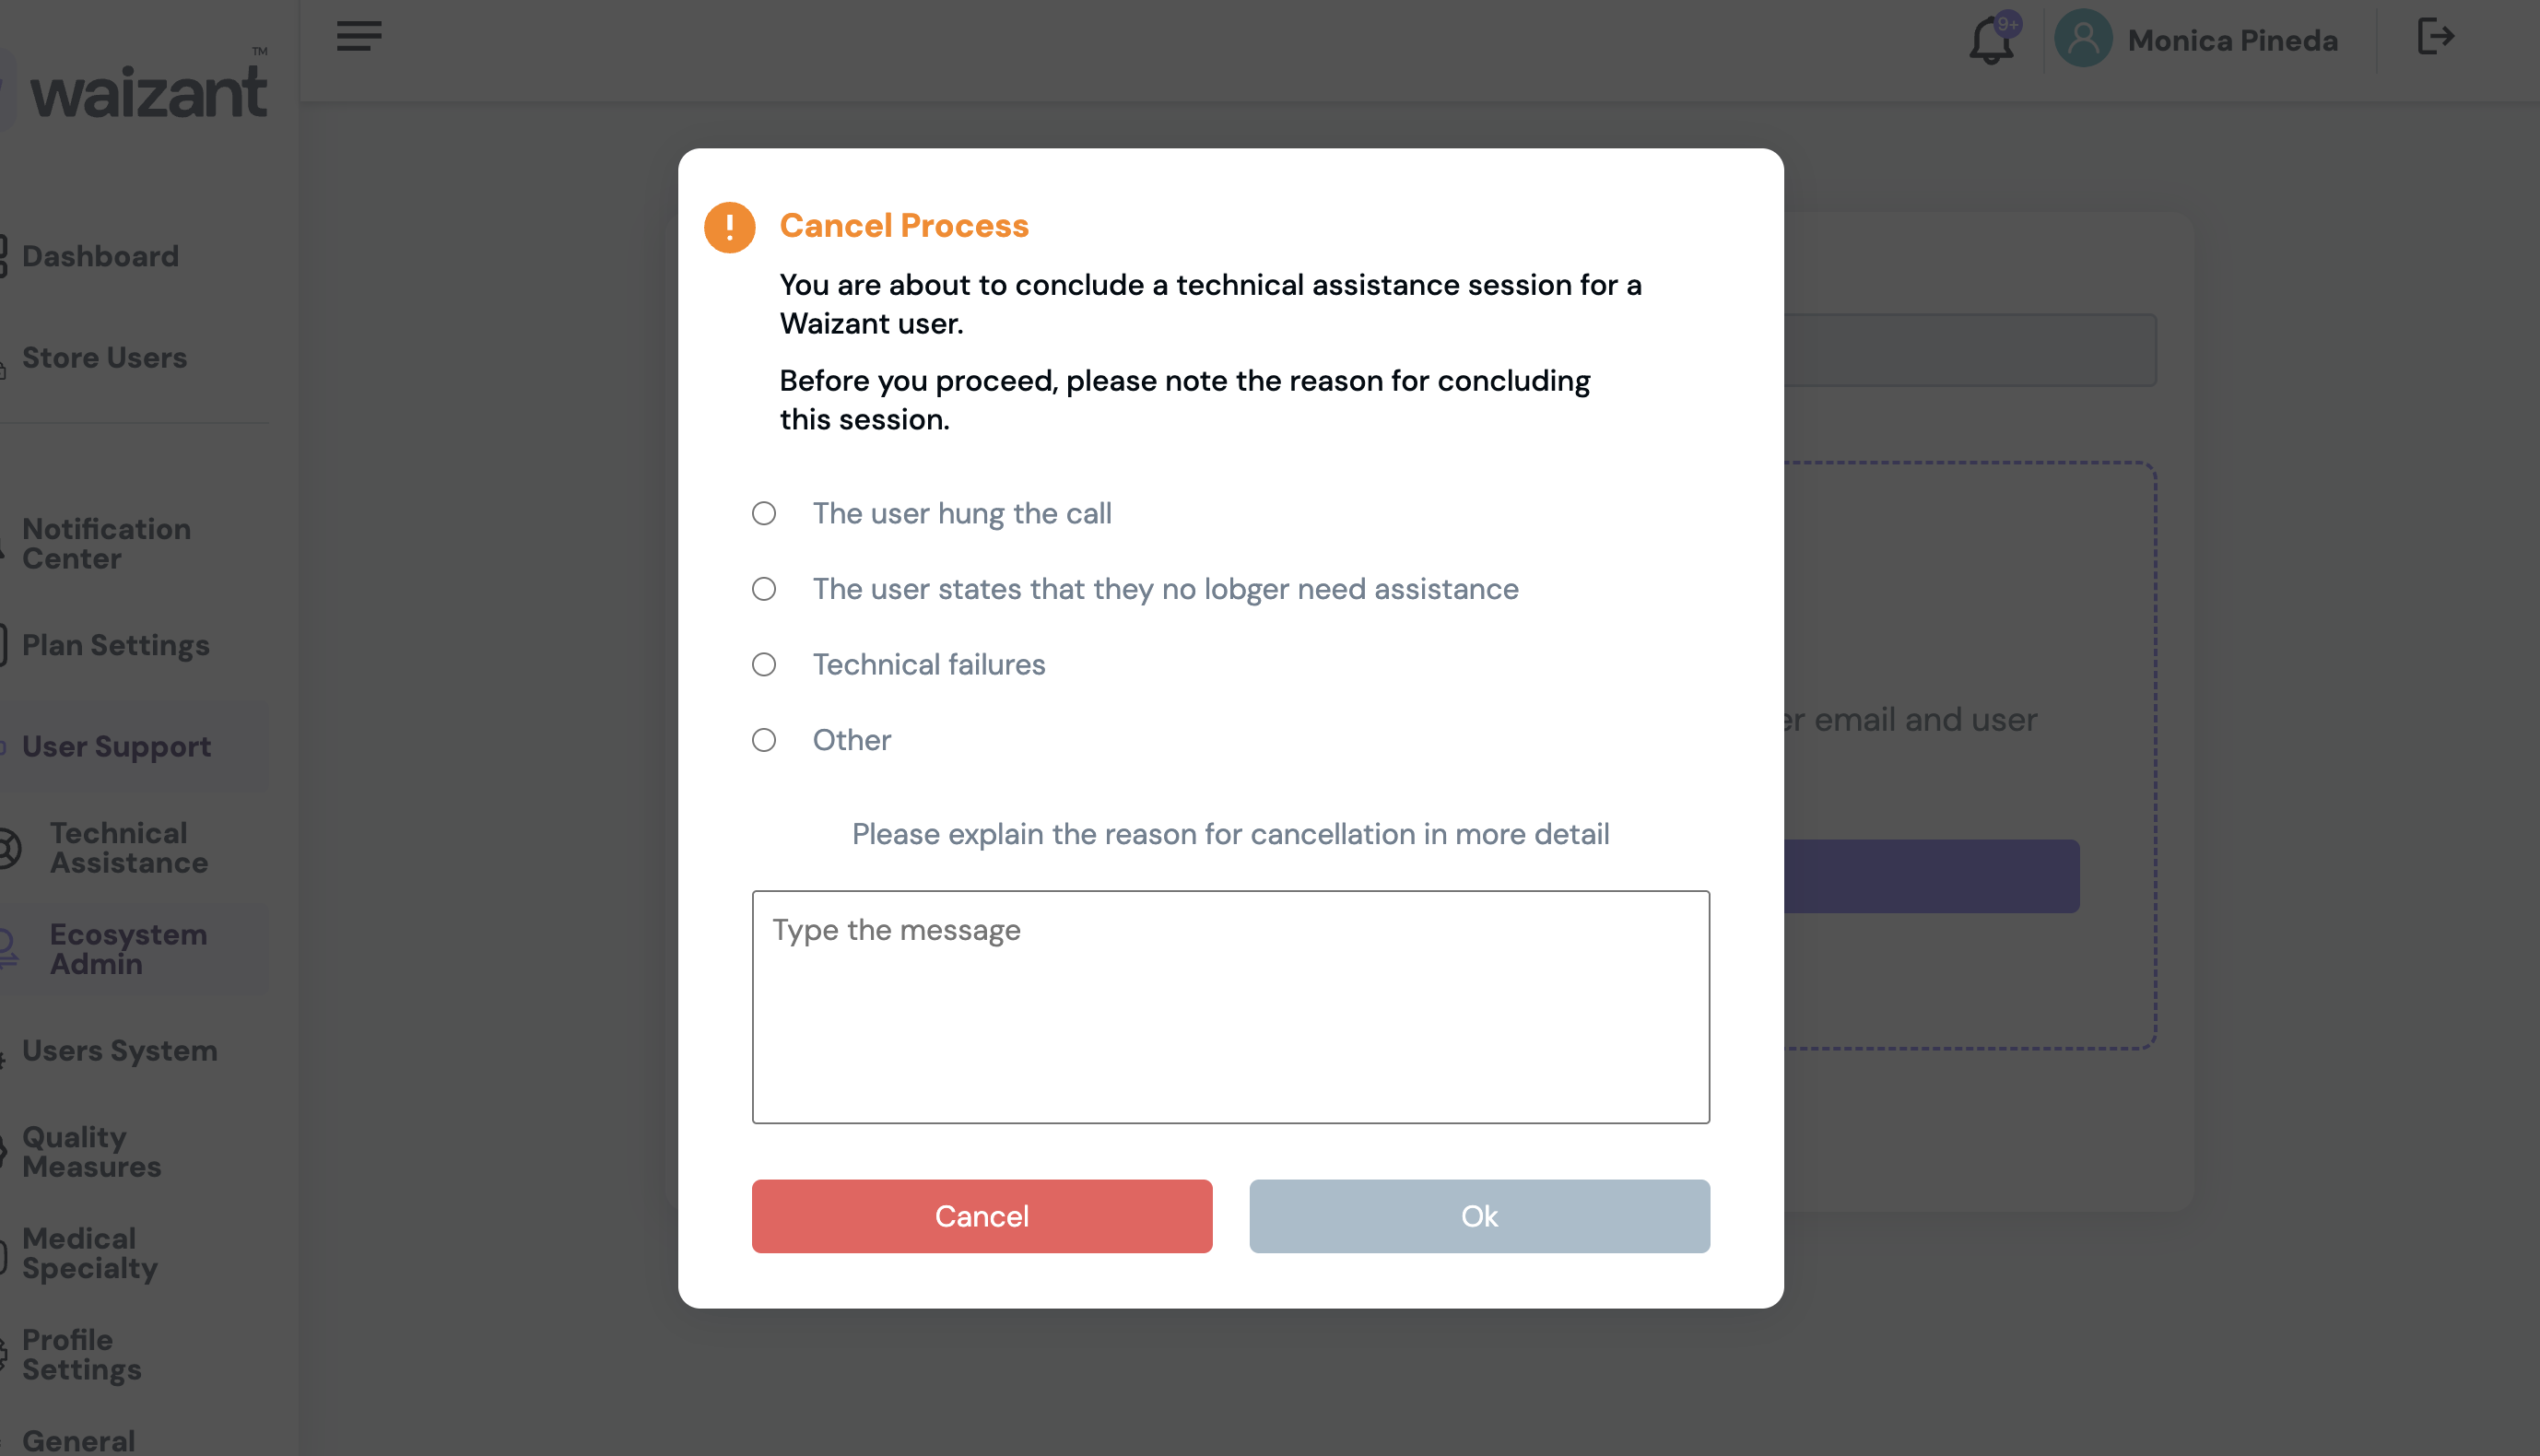 waizant™
9+
Monica Pineda
Dashboard
Store Users
Notification
Center
Plan Settings
User Support
Technical
Assistance
Ecosystem
Admin
Users System
Quality
Measures
Medical
Specialty
Profile
Settings
General
Cancel Process
You are about to conclude a technical assistance session for a
Waizant user.
Before you proceed, please note the reason for concluding
this session.
The user hung the call
The user states that they no lobger need assistance
Technical failures
Other
Please explain the reason for cancellation in more detail
Type the message
Cancel
Ok
email and user